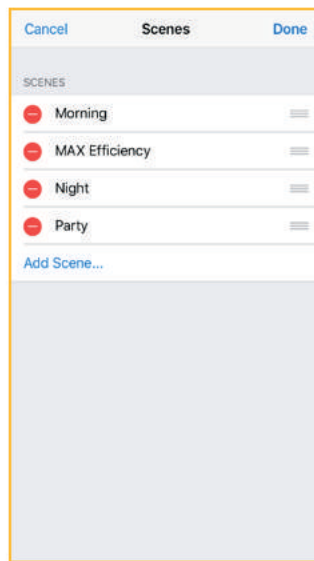 Cancel Scenes Done
SCENES
Morning
MAX Efficiency
Night
Party
Add Scene...